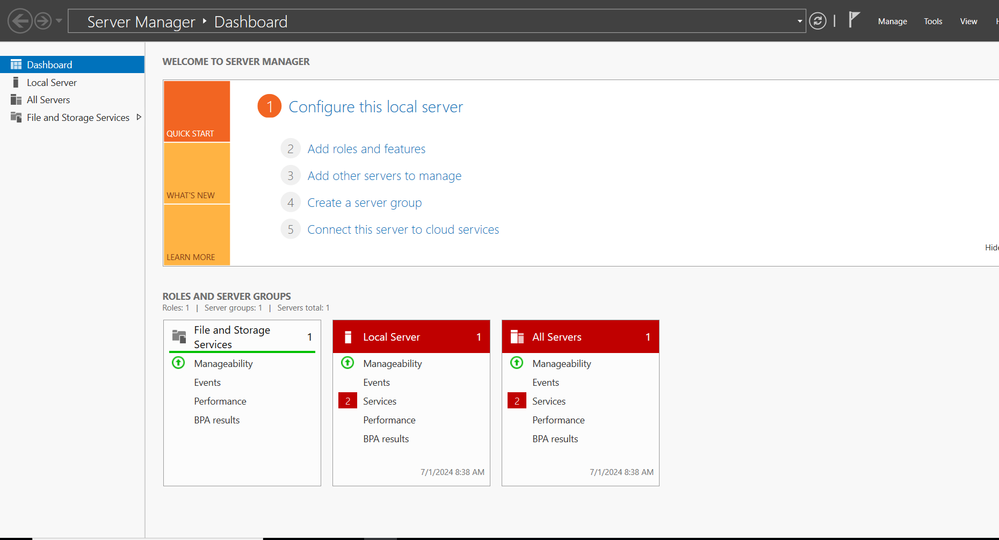 Server Manager ‣ Dashboard
Manage
Tools
View
Dashboard
Local Server
All Servers
File and Storage Services
WELCOME TO SERVER MANAGER
QUICK START
WHAT'S NEW
LEARN MORE
1 Configure this local server
2 Add roles and features
3 Add other servers to manage
4 Create a server group
5 Connect this server to cloud services
Hide
ROLES AND SERVER GROUPS
Roles: 1 | Server groups: 1 | Servers total: 1
File and Storage
Services
1
Manageability
Events
Performance
BPA results
Local Server 1
Manageability
Events
2 Services
Performance
BPA results
7/1/2024 8:38 AM
All Servers 1
Manageability
Events
2 Services
Performance
BPA results
7/1/2024 8:38 AM